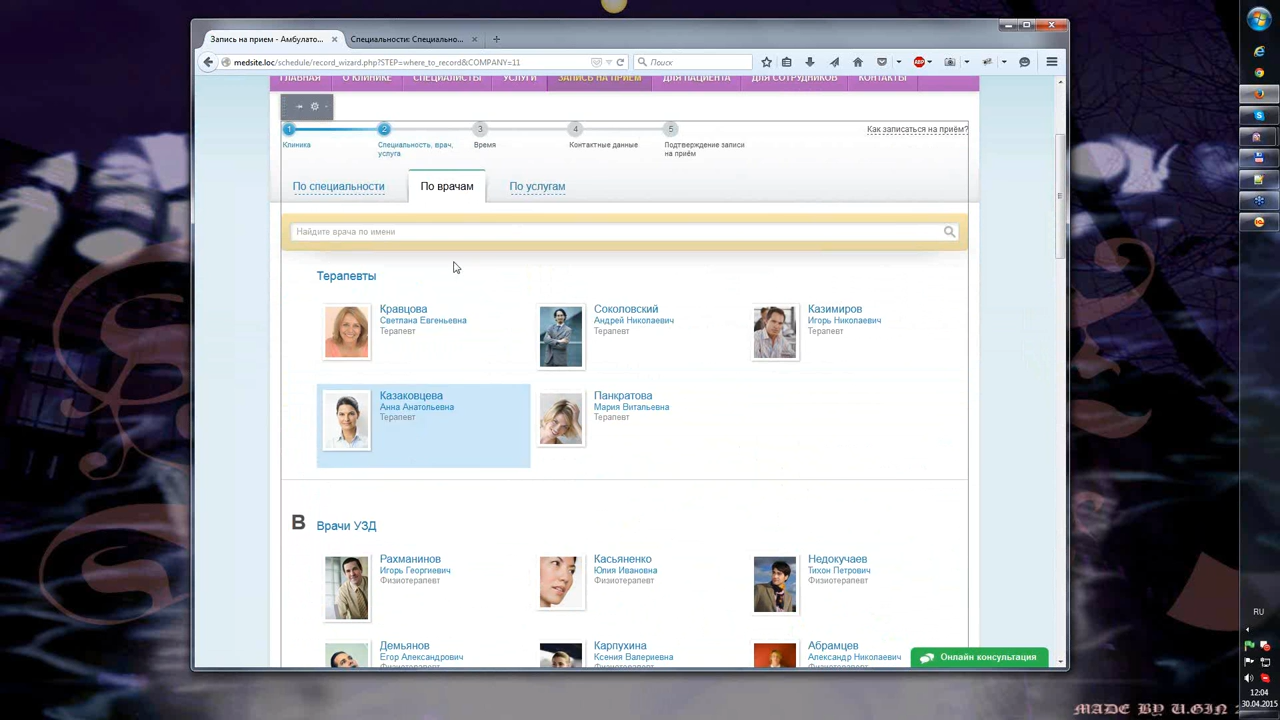 Запись на прием - Амбулато...
Специальности: Специально...
medsite.loc/schedule/record_wizard.php?STEP=where_to_record&COMPANY=11
Поиск
ГЛАВНАЯ О КЛИНИКЕ СПЕЦИАЛИСТЫ УСЛУГИ ЗАПИСЬ НА ПРИЁМ ДЛЯ ПАЦИЕНТА ДЛЯ СОТРУДНИКОВ КОНТАКТЫ
1 2 3 4 5
Как записаться на приём?
Клиника
Специальность, врач, услуга
Время
Контактные данные
Подтверждение записи на приём
По специальности По врачам По услугам
Найдите врача по имени
Терапевты
Кравцова
Светлана Евгеньевна
Терапевт
Соколовский
Андрей Николаевич
Терапевт
Казимиров
Игорь Николаевич
Терапевт
Казаковцева
Анна Анатольевна
Терапевт
Панкратова
Мария Витальевна
Терапевт
В
Врачи УЗД
Рахманинов
Игорь Георгиевич
Физиотерапевт
Касьяненко
Юлия Ивановна
Физиотерапевт
Недокучаев
Тихон Петрович
Физиотерапевт
Демьянов
Егор Александрович
Физиотерапевт
Карпухина
Ксения Валериевна
Физиотерапевт
Абрамцев
Александр Николаевич
Онлайн консультация
RU
12:04
30.04.2015
MADE BY U.GIN
ABP